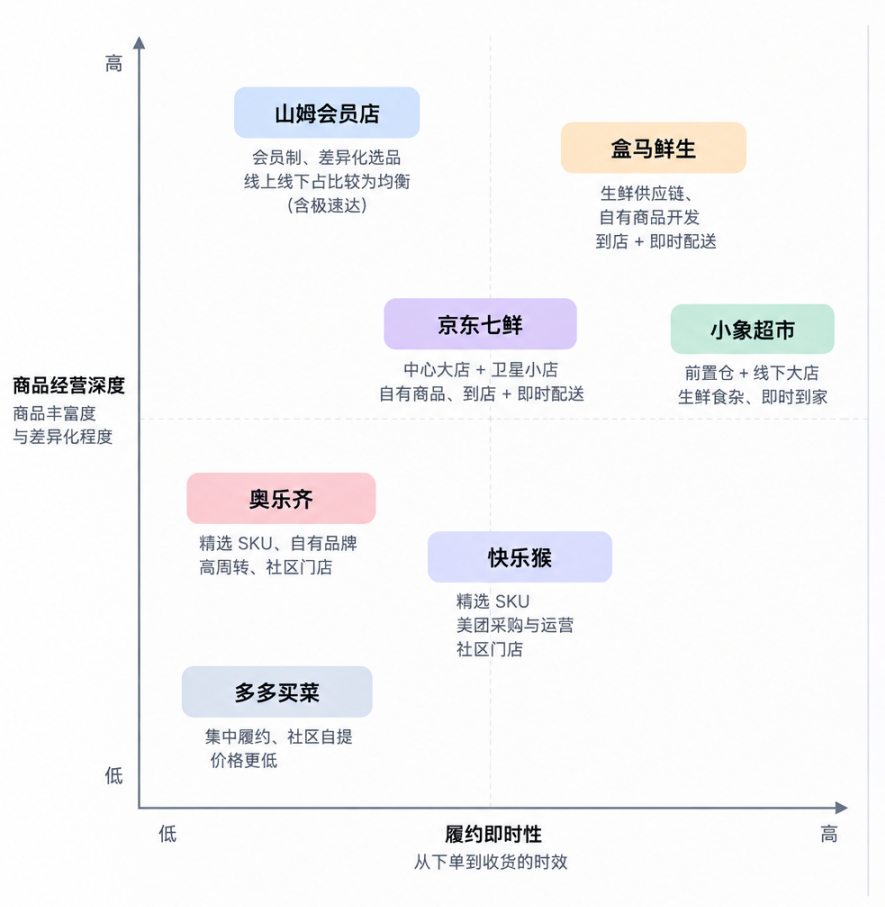 高
山姆会员店
会员制、差异化选品
线上线下占比较为均衡
(含极速达)
盒马鲜生
生鲜供应链、
自有商品开发
到店 + 即时配送
京东七鲜
中心大店 + 卫星小店
自有商品、到店 + 即时配送
小象超市
前置仓 + 线下大店
生鲜食杂、即时到家
商品经营深度
商品丰富度
与差异化程度
奥乐齐
精选 SKU、自有品牌
高周转、社区门店
快乐猴
精选 SKU
美团采购与运营
社区门店
多多买菜
集中履约、社区自提
价格更低
低
低
履约即时性
高
从下单到收货的时效